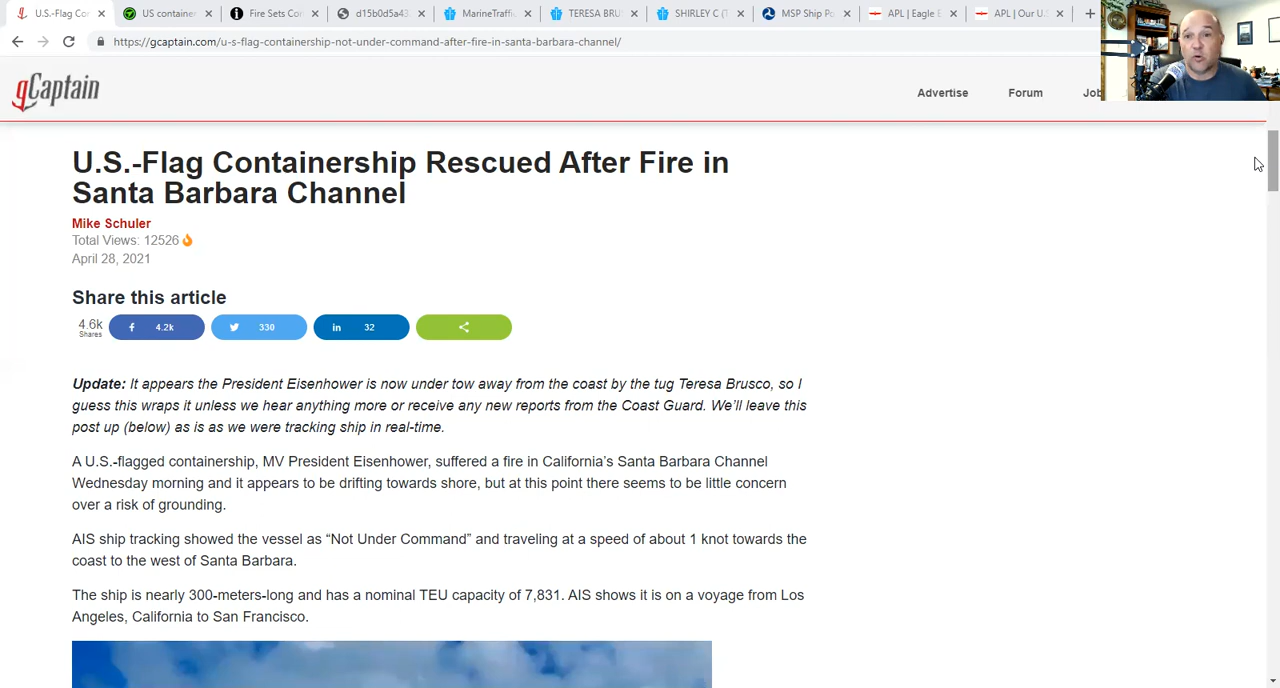 U.S.-Flag Co
US container
Fire Sets Con
d15b0d5a43
MarineTraffi
TERESA BRUS
SHIRLEY C (T
MSP Ship Po
APL | Eagle E
APL | Our U.S
https://gcaptain.com/u-s-flag-containership-not-under-command-after-fire-in-santa-barbara-channel/
gCaptain
Advertise
Forum
U.S.-Flag Containership Rescued After Fire in
Santa Barbara Channel
Mike Schuler
Total Views: 12526
April 28, 2021
Share this article
4.6k
Shares
4.2k
330
in 32
Update: It appears the President Eisenhower is now under tow away from the coast by the tug Teresa Brusco, so I
guess this wraps it unless we hear anything more or receive any new reports from the Coast Guard. We'll leave this
post up (below) as is as we were tracking ship in real-time.
A U.S.-flagged containership, MV President Eisenhower, suffered a fire in California's Santa Barbara Channel
Wednesday morning and it appears to be drifting towards shore, but at this point there seems to be little concern
over a risk of grounding.
AIS ship tracking showed the vessel as “Not Under Command” and traveling at a speed of about 1 knot towards the
coast to the west of Santa Barbara.
The ship is nearly 300-meters-long and has a nominal TEU capacity of 7,831. AIS shows it is on a voyage from Los
Angeles, California to San Francisco.